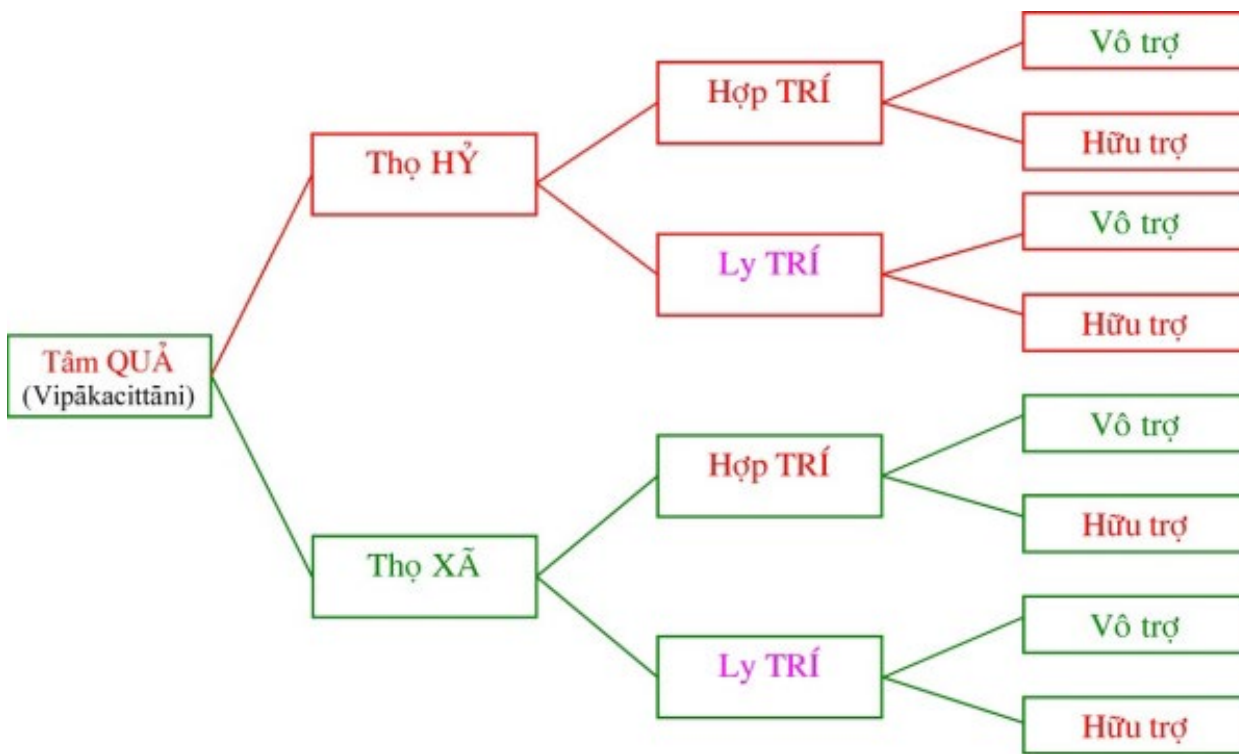 Vô trợ
Hợp TRÍ
Hữu trợ
Thọ HỶ
Vô trợ
Ly TRÍ
Hữu trợ
Tâm QUẢ
(Vipākacittāni)
Vô trợ
Hợp TRÍ
Hữu trợ
Thọ XÃ
Vô trợ
Ly TRÍ
Hữu trợ